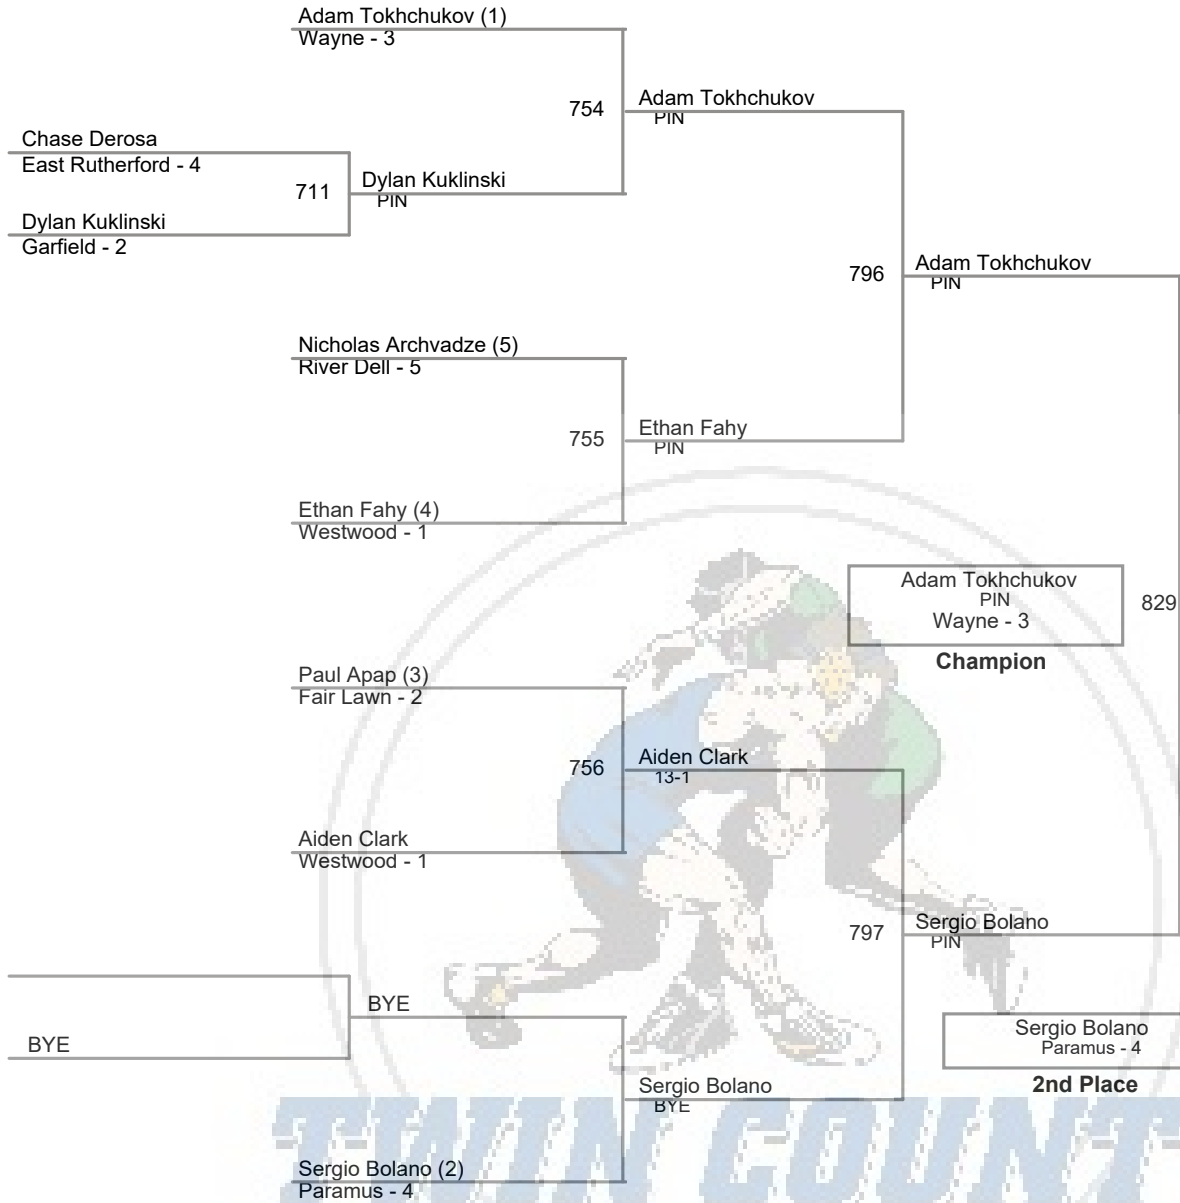 Adam Tokhchukov (1)
Wayne - 3
754
Adam Tokhchukov
PIN
Chase Derosa
East Rutherford - 4
711
Dylan Kuklinski
PIN
Dylan Kuklinski
Garfield - 2
796
Adam Tokhchukov
PIN
Nicholas Archvadze (5)
River Dell - 5
755
Ethan Fahy
PIN
Ethan Fahy (4)
Westwood - 1
Adam Tokhchukov
PIN
Wayne - 3
829
Champion
Paul Apap (3)
Fair Lawn - 2
756
Aiden Clark
13-1
Aiden Clark
Westwood - 1
797
Sergio Bolano
PIN
BYE
BYE
Sergio Bolano
Paramus - 4
2nd Place
Sergio Bolano
BYE
Sergio Bolano (2)
Paramus - 4
TWIN COUNT